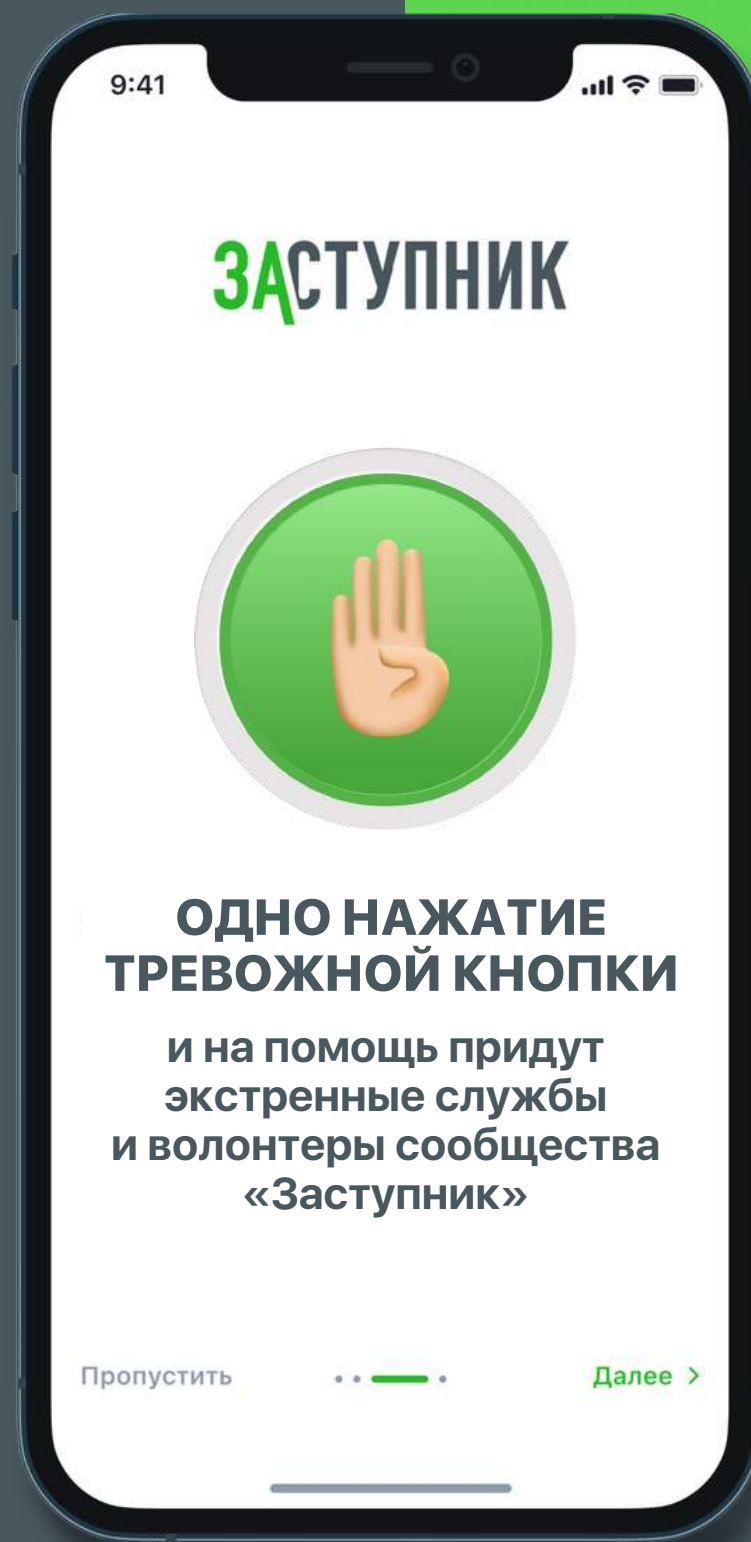 9:41
ЗАСТУПНИК
ОДНО НАЖАТИЕ
ТРЕВОЖНОЙ КНОПКИ
и на помощь придут
экстренные службы
и волонтеры сообщества
«Заступник»
Пропустить
Далее >